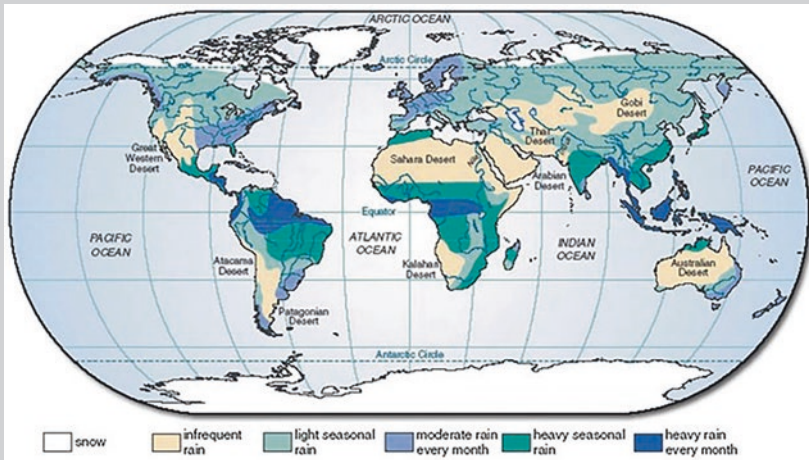 ARCTIC OCEAN
Arctic Circle
Gobi
Desert
Great
Western
Desert
Thar
Desert
Sahara Desert
Nile
Arabian
Desert
PACIFIC
OCEAN
Equator
PACIFIC
OCEAN
ATLANTIC
OCEAN
INDIAN
OCEAN
Atacama
Desert
Kalahari
Desert
Australian
Desert
Patagonian
Desert
Antarctic Circle
snow
infrequent
rain
light seasonal
rain
moderate rain
every month
heavy seasonal
rain
heavy rain
every month